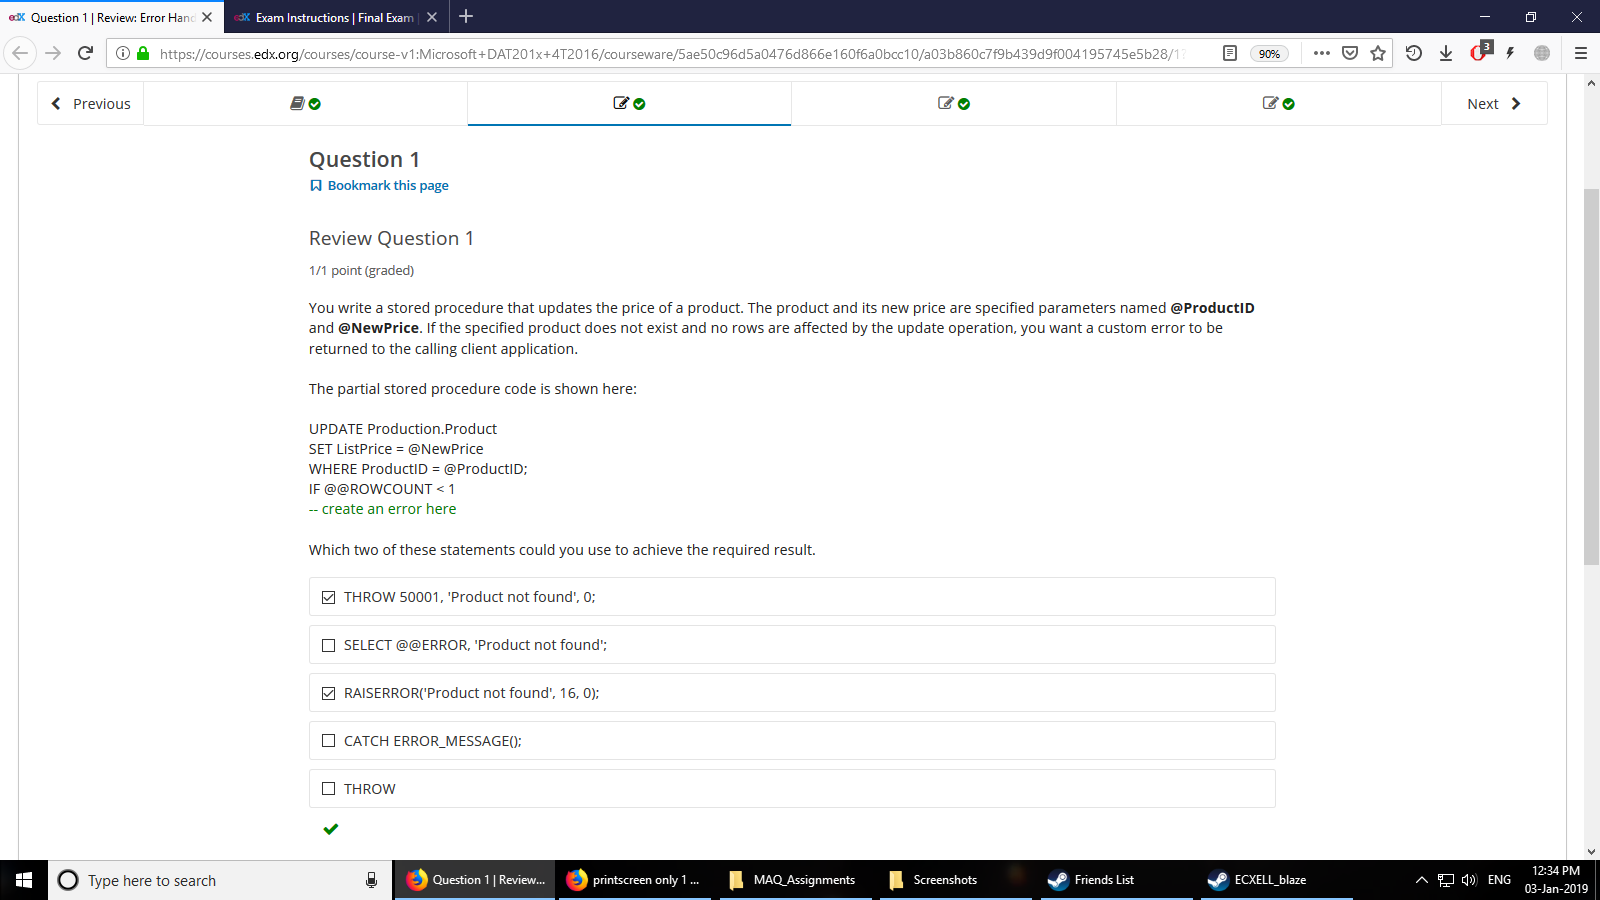 edX Question 1 | Review: Error Hand
edX Exam Instructions | Final Exam |
https://courses.edx.org/courses/course-v1:Microsoft+DAT201x+4T2016/courseware/5ae50c96d5a0476d866e160f6a0bcc10/a03b860c7f9b439d9f004195745e5b28/1?
90%
3
Previous
Next
Question 1
Bookmark this page
Review Question 1
1/1 point (graded)
You write a stored procedure that updates the price of a product. The product and its new price are specified parameters named @ProductID
and @NewPrice. If the specified product does not exist and no rows are affected by the update operation, you want a custom error to be
returned to the calling client application.
The partial stored procedure code is shown here:
UPDATE Production.Product
SET ListPrice = @NewPrice
WHERE ProductID = @ProductID;
IF @@ROWCOUNT < 1
-- create an error here
Which two of these statements could you use to achieve the required result.
THROW 50001, 'Product not found', 0;
SELECT @@ERROR, 'Product not found';
RAISERROR('Product not found', 16, 0);
CATCH ERROR_MESSAGE();
THROW
Type here to search
Question 1 | Review...
printscreen only 1 ...
MAQ_Assignments
Screenshots
Friends List
ECXELL_blaze
ENG
12:34 PM
03-Jan-2019